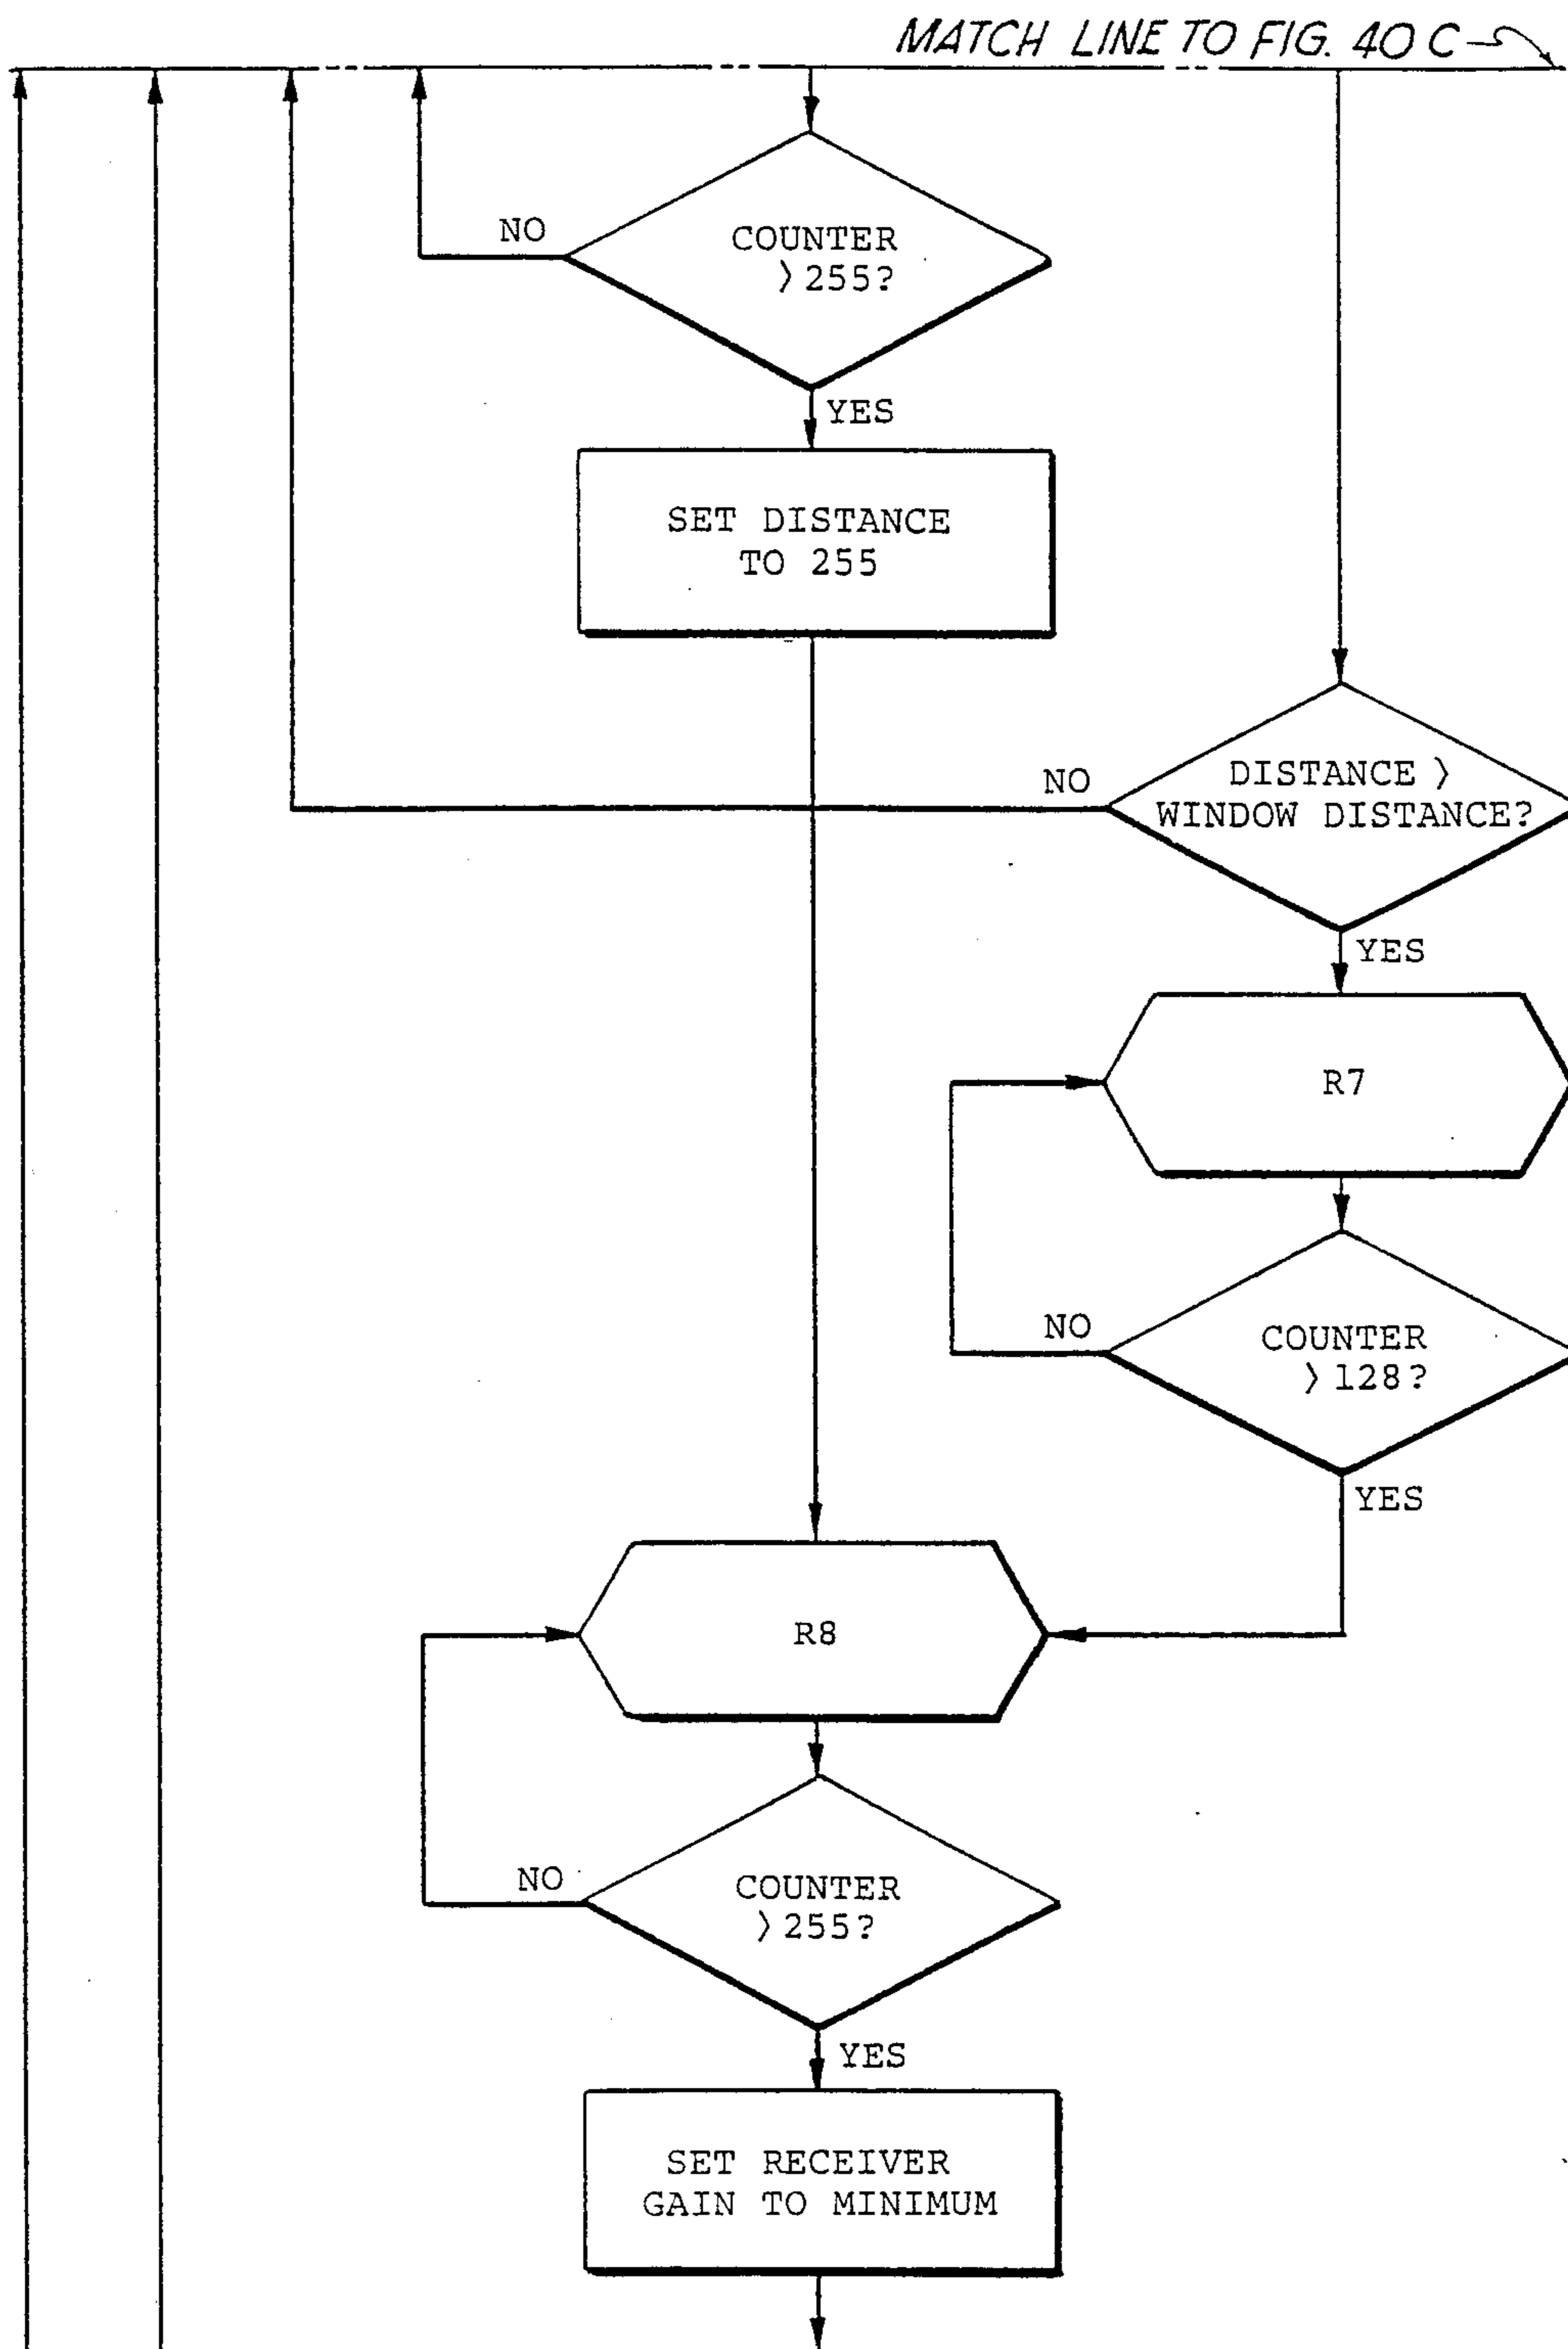 MATCH LINE TO FIG. 40 C
NO
COUNTER
> 255?
YES
SET DISTANCE
TO 255
NO
DISTANCE >
WINDOW DISTANCE?
YES
R7
NO
COUNTER
> 128?
YES
R8
NO
COUNTER
> 255?
YES
SET RECEIVER
GAIN TO MINIMUM